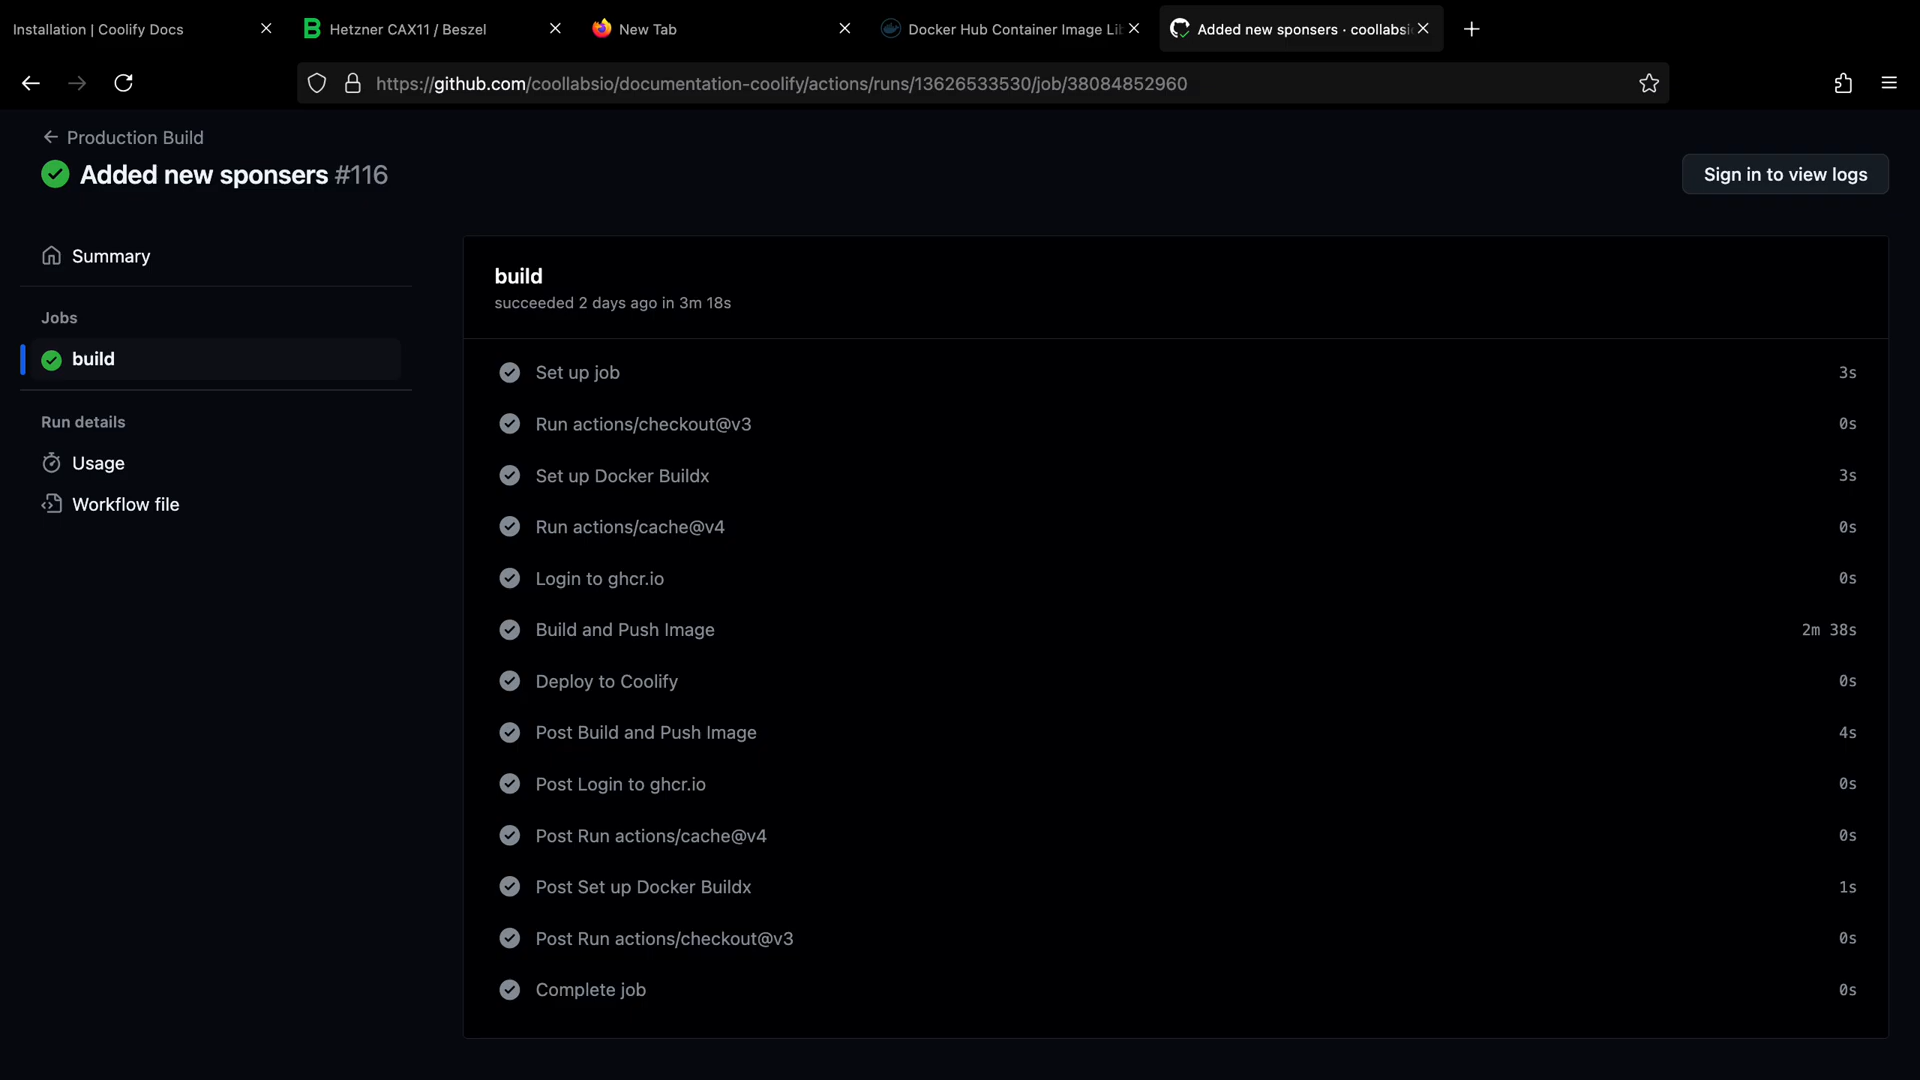 Installation | Coolify Docs
Hetzner CAX11 / Beszel
New Tab
Docker Hub Container Image Li
Added new sponsers · coollabsi
https://github.com/coollabsio/documentation-coolify/actions/runs/13626533530/job/38084852960
Production Build
Added new sponsers #116
Sign in to view logs
Summary
Jobs
build
Run details
Usage
Workflow file
build
succeeded 2 days ago in 3m 18s
Set up job 3s
Run actions/checkout@v3 0s
Set up Docker Buildx 3s
Run actions/cache@v4 0s
Login to ghcr.io 0s
Build and Push Image 2m 38s
Deploy to Coolify 0s
Post Build and Push Image 4s
Post Login to ghcr.io 0s
Post Run actions/cache@v4 0s
Post Set up Docker Buildx 1s
Post Run actions/checkout@v3 0s
Complete job 0s